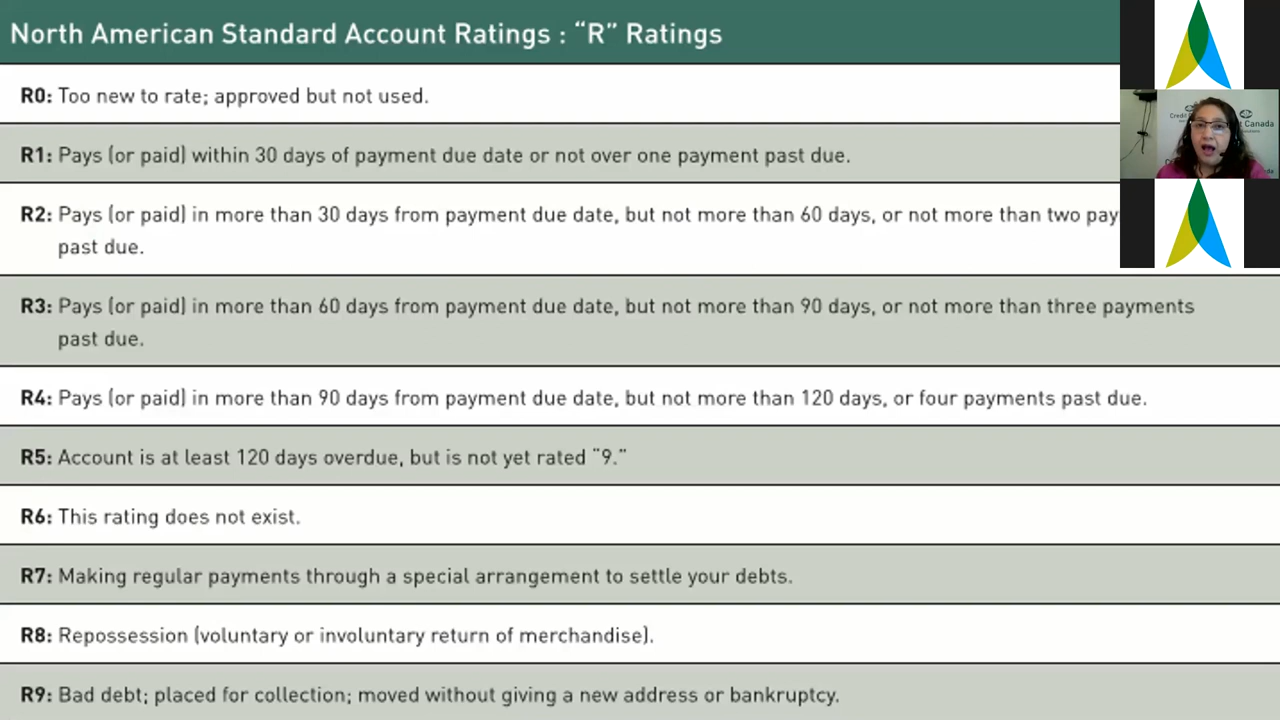 North American Standard Account Ratings : “R” Ratings
R0: Too new to rate; approved but not used.
R1: Pays (or paid) within 30 days of payment due date or not over one payment past due.
R2: Pays (or paid) in more than 30 days from payment due date, but not more than 60 days, or not more than two pay
past due.
R3: Pays (or paid) in more than 60 days from payment due date, but not more than 90 days, or not more than three payments
past due.
R4: Pays (or paid) in more than 90 days from payment due date, but not more than 120 days, or four payments past due.
R5: Account is at least 120 days overdue, but is not yet rated “9.”
R6: This rating does not exist.
R7: Making regular payments through a special arrangement to settle your debts.
R8: Repossession (voluntary or involuntary return of merchandise).
R9: Bad debt; placed for collection; moved without giving a new address or bankruptcy.
Canada